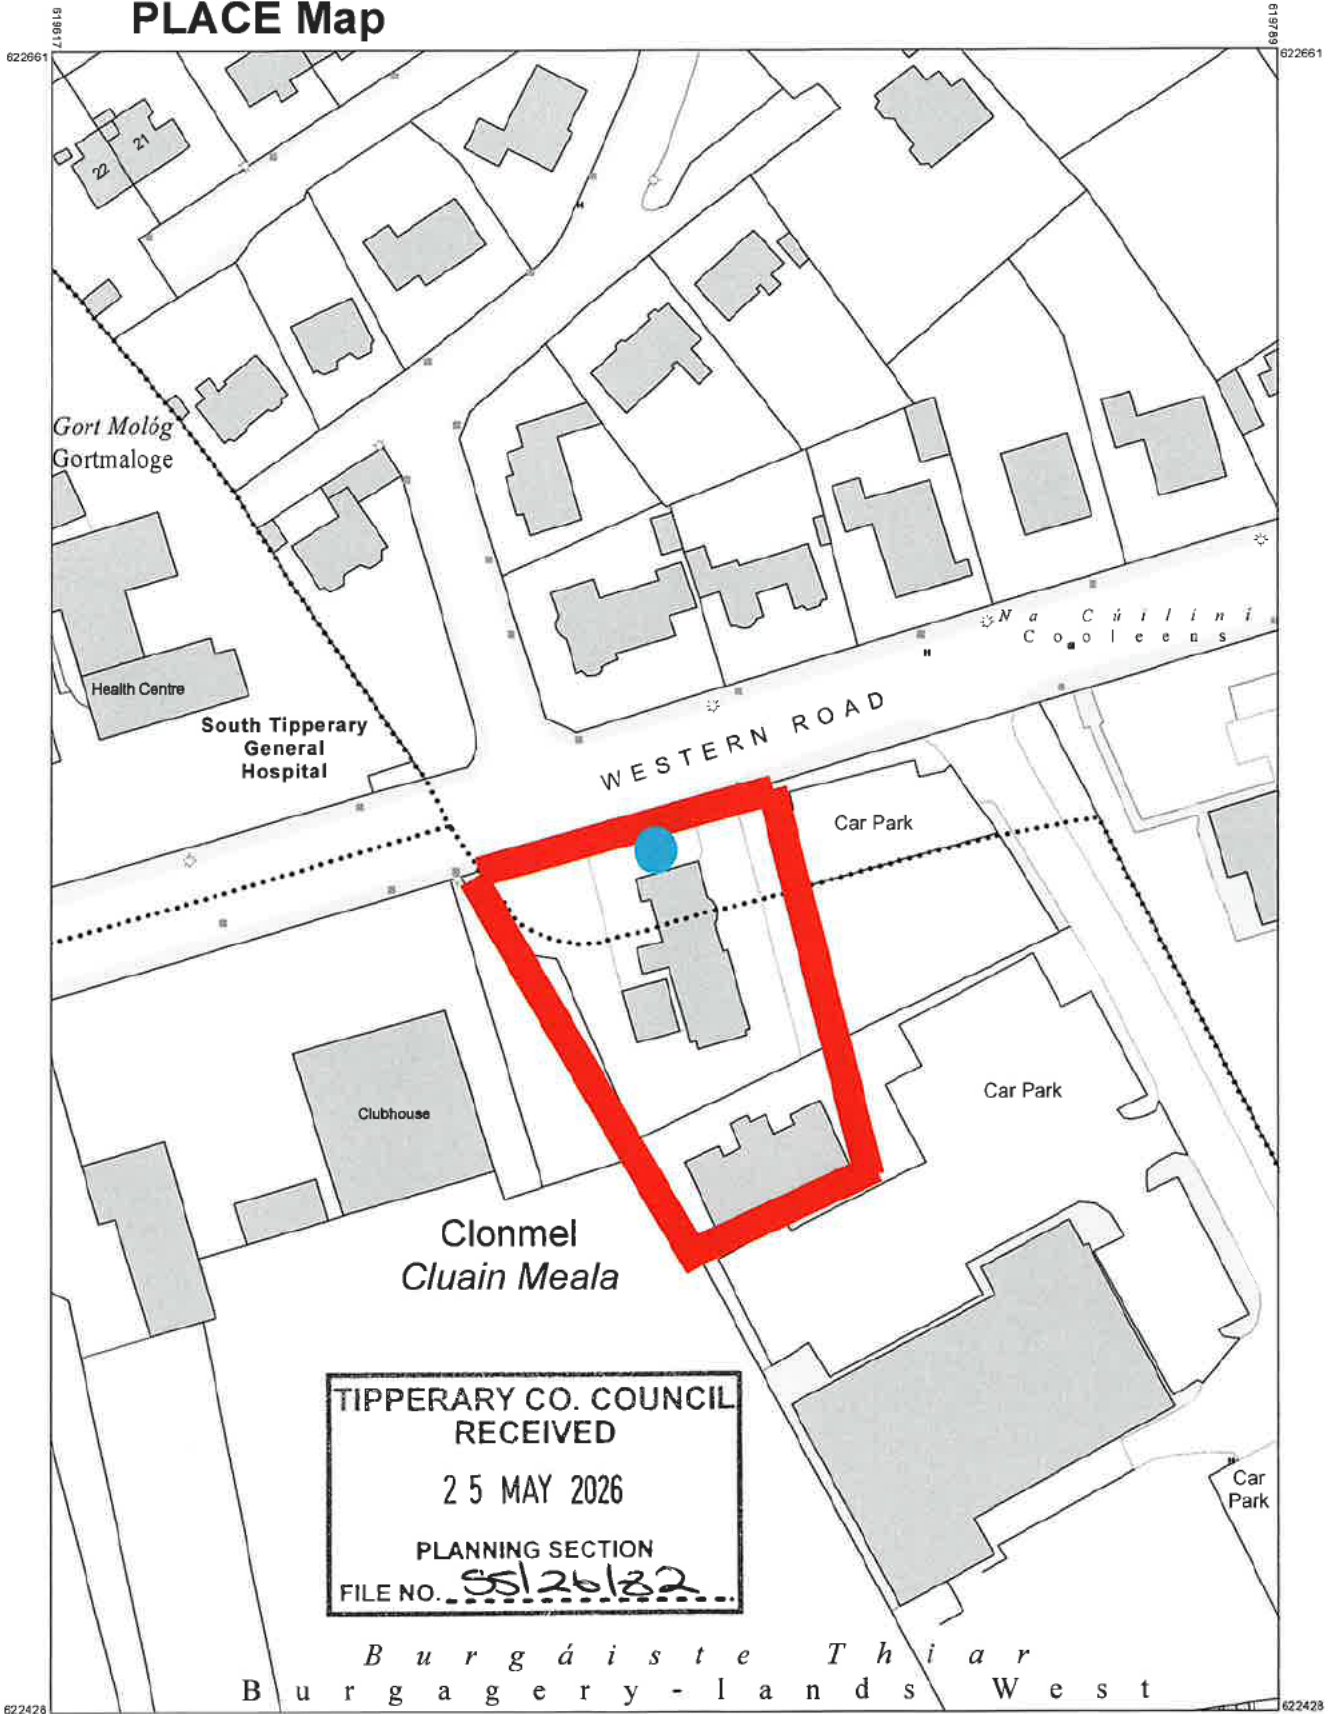 PLACE Map
619617
619789
622661
622661
21
22
Gort Mológ
Gortmaloge
Na Cúilíní
Cooleens
Health Centre
South Tipperary
General
Hospital
WESTERN ROAD
Car Park
Car Park
Clubhouse
Clonmel
Cluain Meala
TIPPERARY CO. COUNCIL
RECEIVED
25 MAY 2026
PLANNING SECTION
FILE NO. SS/26/82
Car
Park
Burgáiste Thiar
Burgagery-lands West
622428
622428
H
H
H